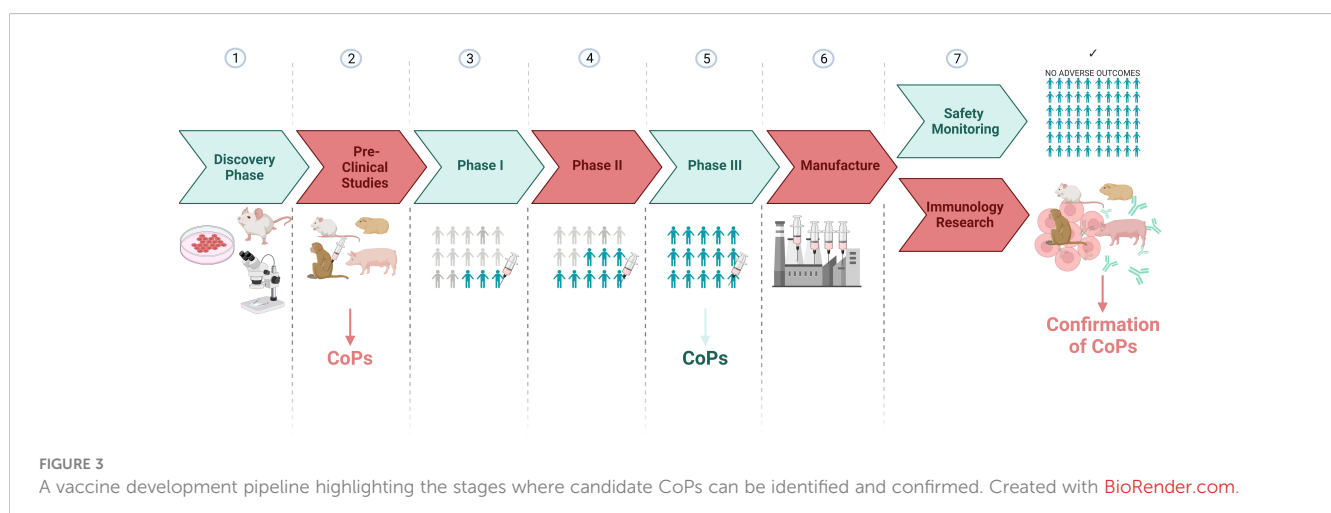 1
2
3
4
5
6
7
✓
NO ADVERSE OUTCOMES
Discovery
Phase
Pre-
Clinical
Studies
Phase I
Phase II
Phase III
Manufacture
Safety
Monitoring
Immunology
Research
CoPs
CoPs
Confirmation
of CoPs
FIGURE 3
A vaccine development pipeline highlighting the stages where candidate CoPs can be identified and confirmed. Created with BioRender.com.